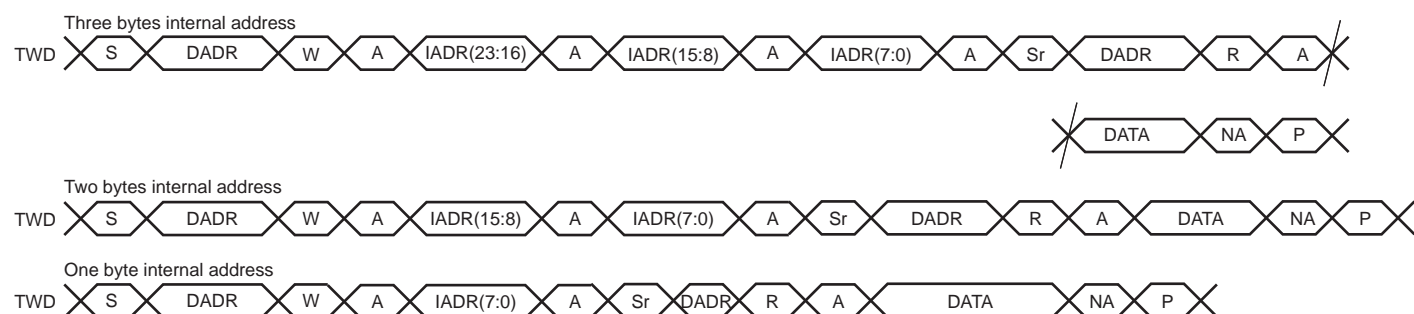 Three bytes internal address
TWD S DADR W A IADR(23:16) A IADR(15:8) A IADR(7:0) A Sr DADR R A
DATA NA P
Two bytes internal address
TWD S DADR W A IADR(15:8) A IADR(7:0) A Sr DADR R A DATA NA P
One byte internal address
TWD S DADR W A IADR(7:0) A Sr DADR R A DATA NA P